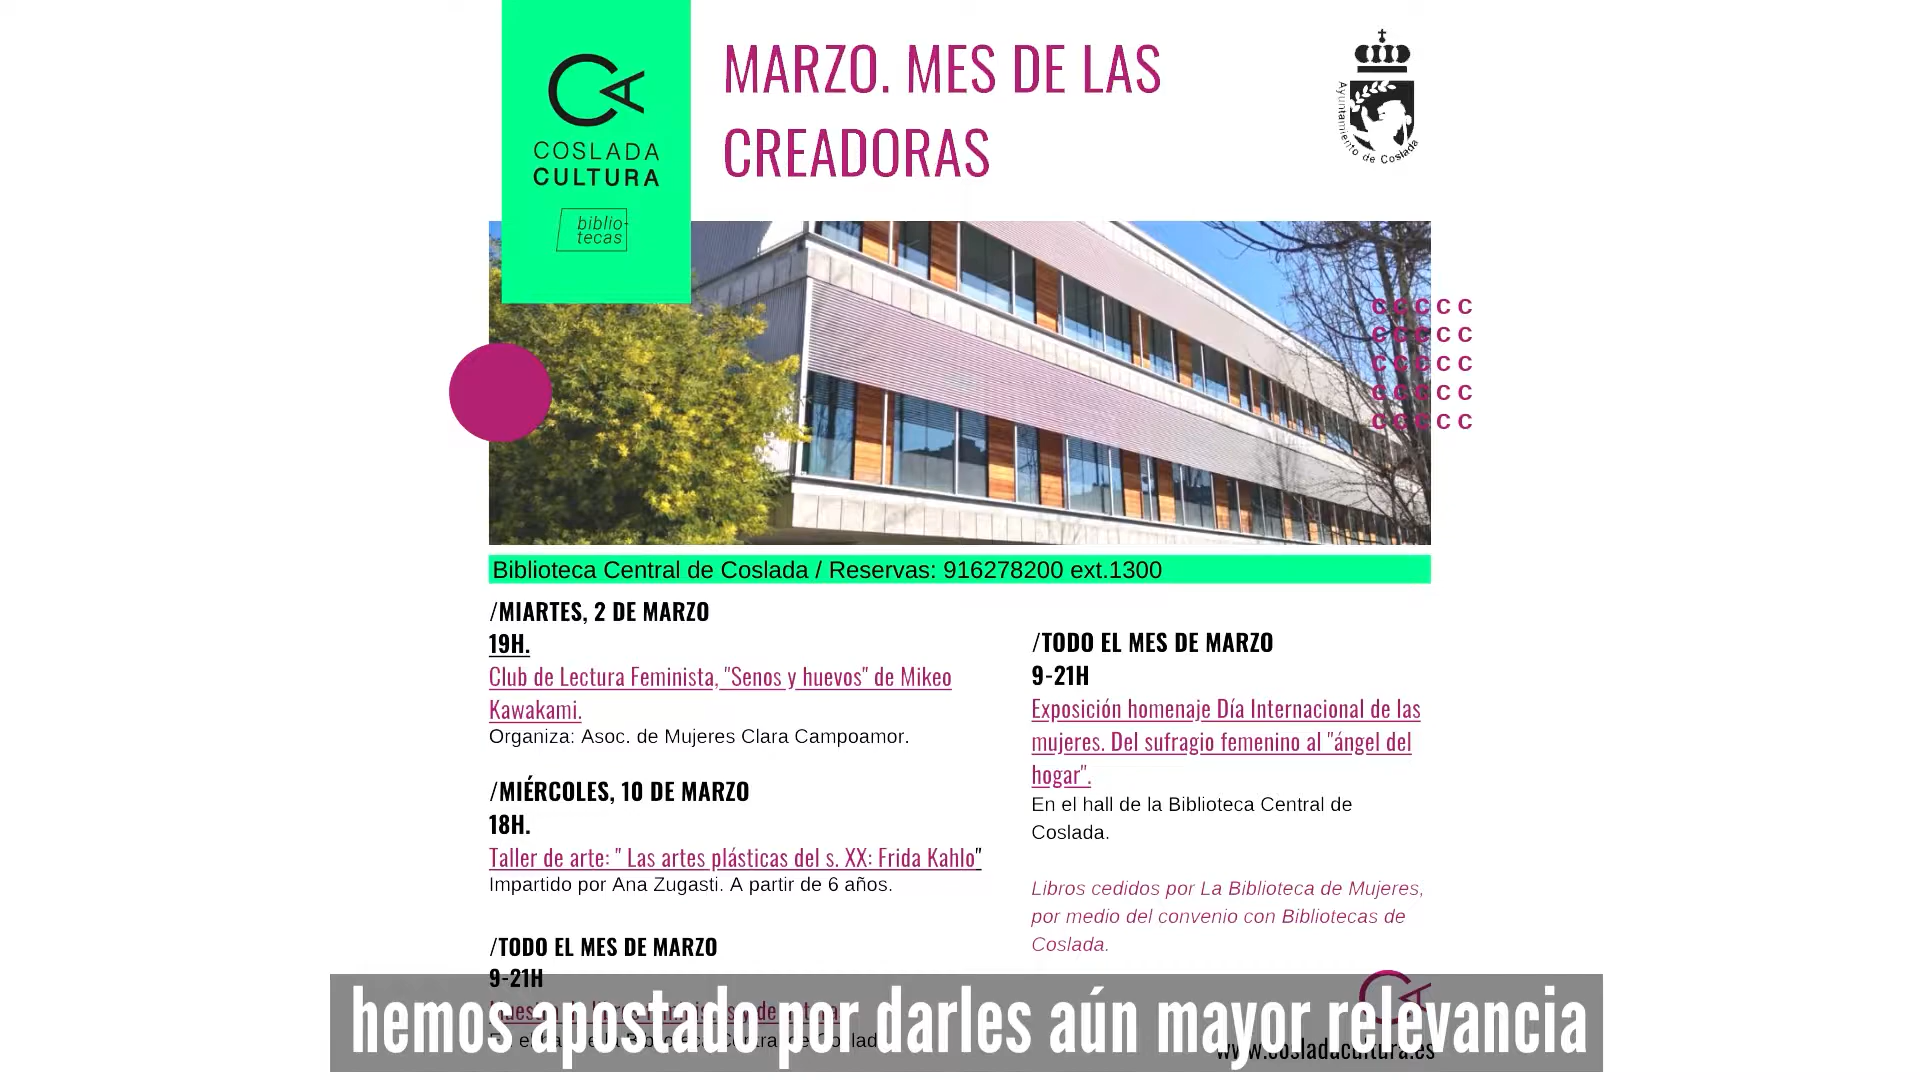 COSLADA
CULTURA
biblio-
tecas
MARZO. MES DE LAS
CREADORAS
Ayuntamiento de Coslada
C C C C C
C C C C C
C C C C C
C C C C C
C C C C C
Biblioteca Central de Coslada / Reservas: 916278200 ext.1300
/MIARTES, 2 DE MARZO
19H.
Club de Lectura Feminista, "Senos y huevos" de Mikeo
Kawakami.
Organiza: Asoc. de Mujeres Clara Campoamor.
/MIÉRCOLES, 10 DE MARZO
18H.
Taller de arte: " Las artes plásticas del s. XX: Frida Kahlo"
Impartido por Ana Zugasti. A partir de 6 años.
/TODO EL MES DE MARZO
9-21H
/TODO EL MES DE MARZO
9-21H
Exposición homenaje Día Internacional de las
mujeres. Del sufragio femenino al "ángel del
hogar".
En el hall de la Biblioteca Central de
Coslada.
Libros cedidos por La Biblioteca de Mujeres,
por medio del convenio con Bibliotecas de
Coslada.
www.cosladacultura.es
hemos apostado por darles aún mayor relevancia